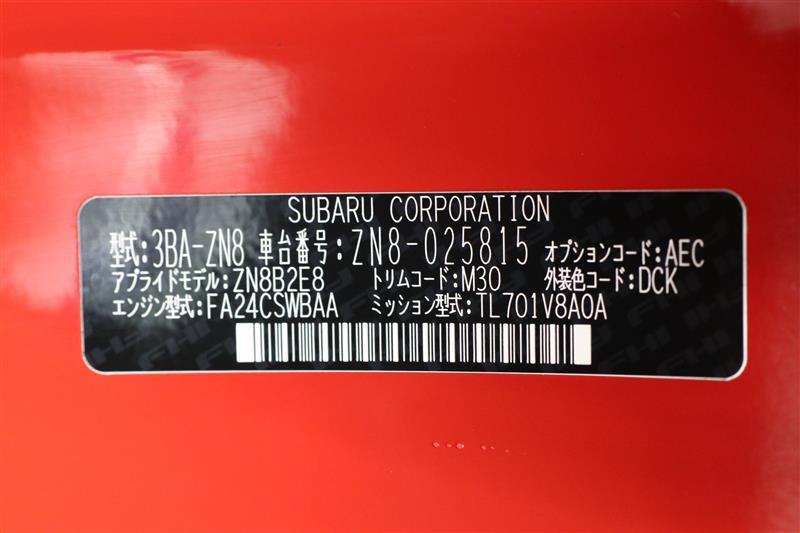 SUBARU CORPORATION
型式:3BA-ZN8 車台番号:ZN8-025815 オプションコード:AEC
アプライドモデル:ZN8B2E8 トリムコード:M30 外装色コード:DCK
エンジン型式:FA24CSWBAA ミッション型式:TL701V8A0A